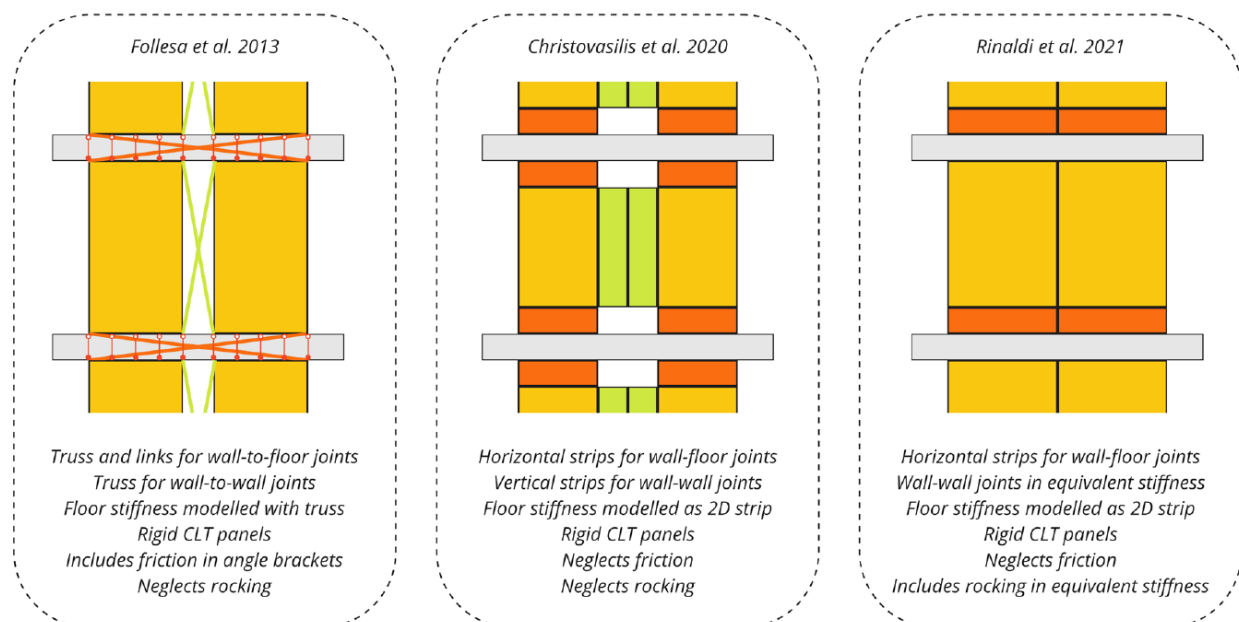 Follesa et al. 2013
Truss and links for wall-to-floor joints
Truss for wall-to-wall joints
Floor stiffness modelled with truss
Rigid CLT panels
Includes friction in angle brackets
Neglects rocking
Christovasilis et al. 2020
Horizontal strips for wall-floor joints
Vertical strips for wall-wall joints
Floor stiffness modelled as 2D strip
Rigid CLT panels
Neglects friction
Neglects rocking
Rinaldi et al. 2021
Horizontal strips for wall-floor joints
Wall-wall joints in equivalent stiffness
Floor stiffness modelled as 2D strip
Rigid CLT panels
Neglects friction
Includes rocking in equivalent stiffness